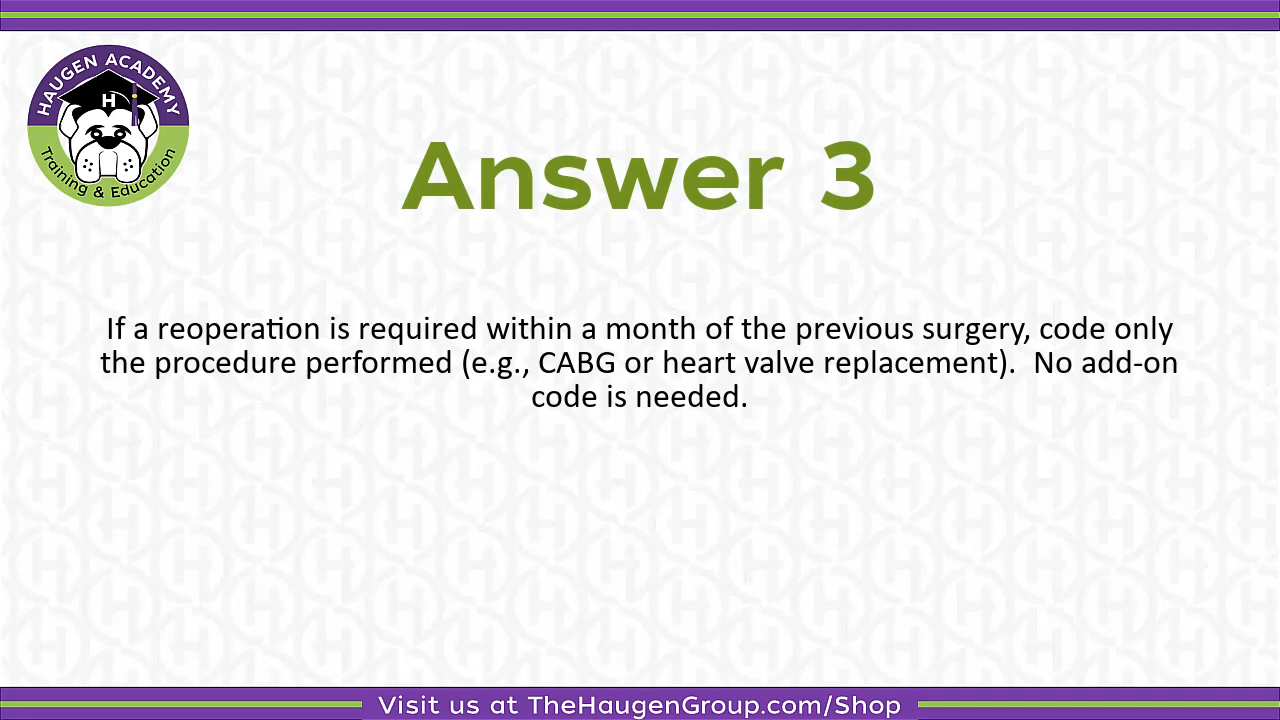 HAUGEN ACADEMY
H
Training & Education
Answer 3
If a reoperation is required within a month of the previous surgery, code only
the procedure performed (e.g., CABG or heart valve replacement).  No add-on
code is needed.
Visit us at TheHaugenGroup.com/Shop